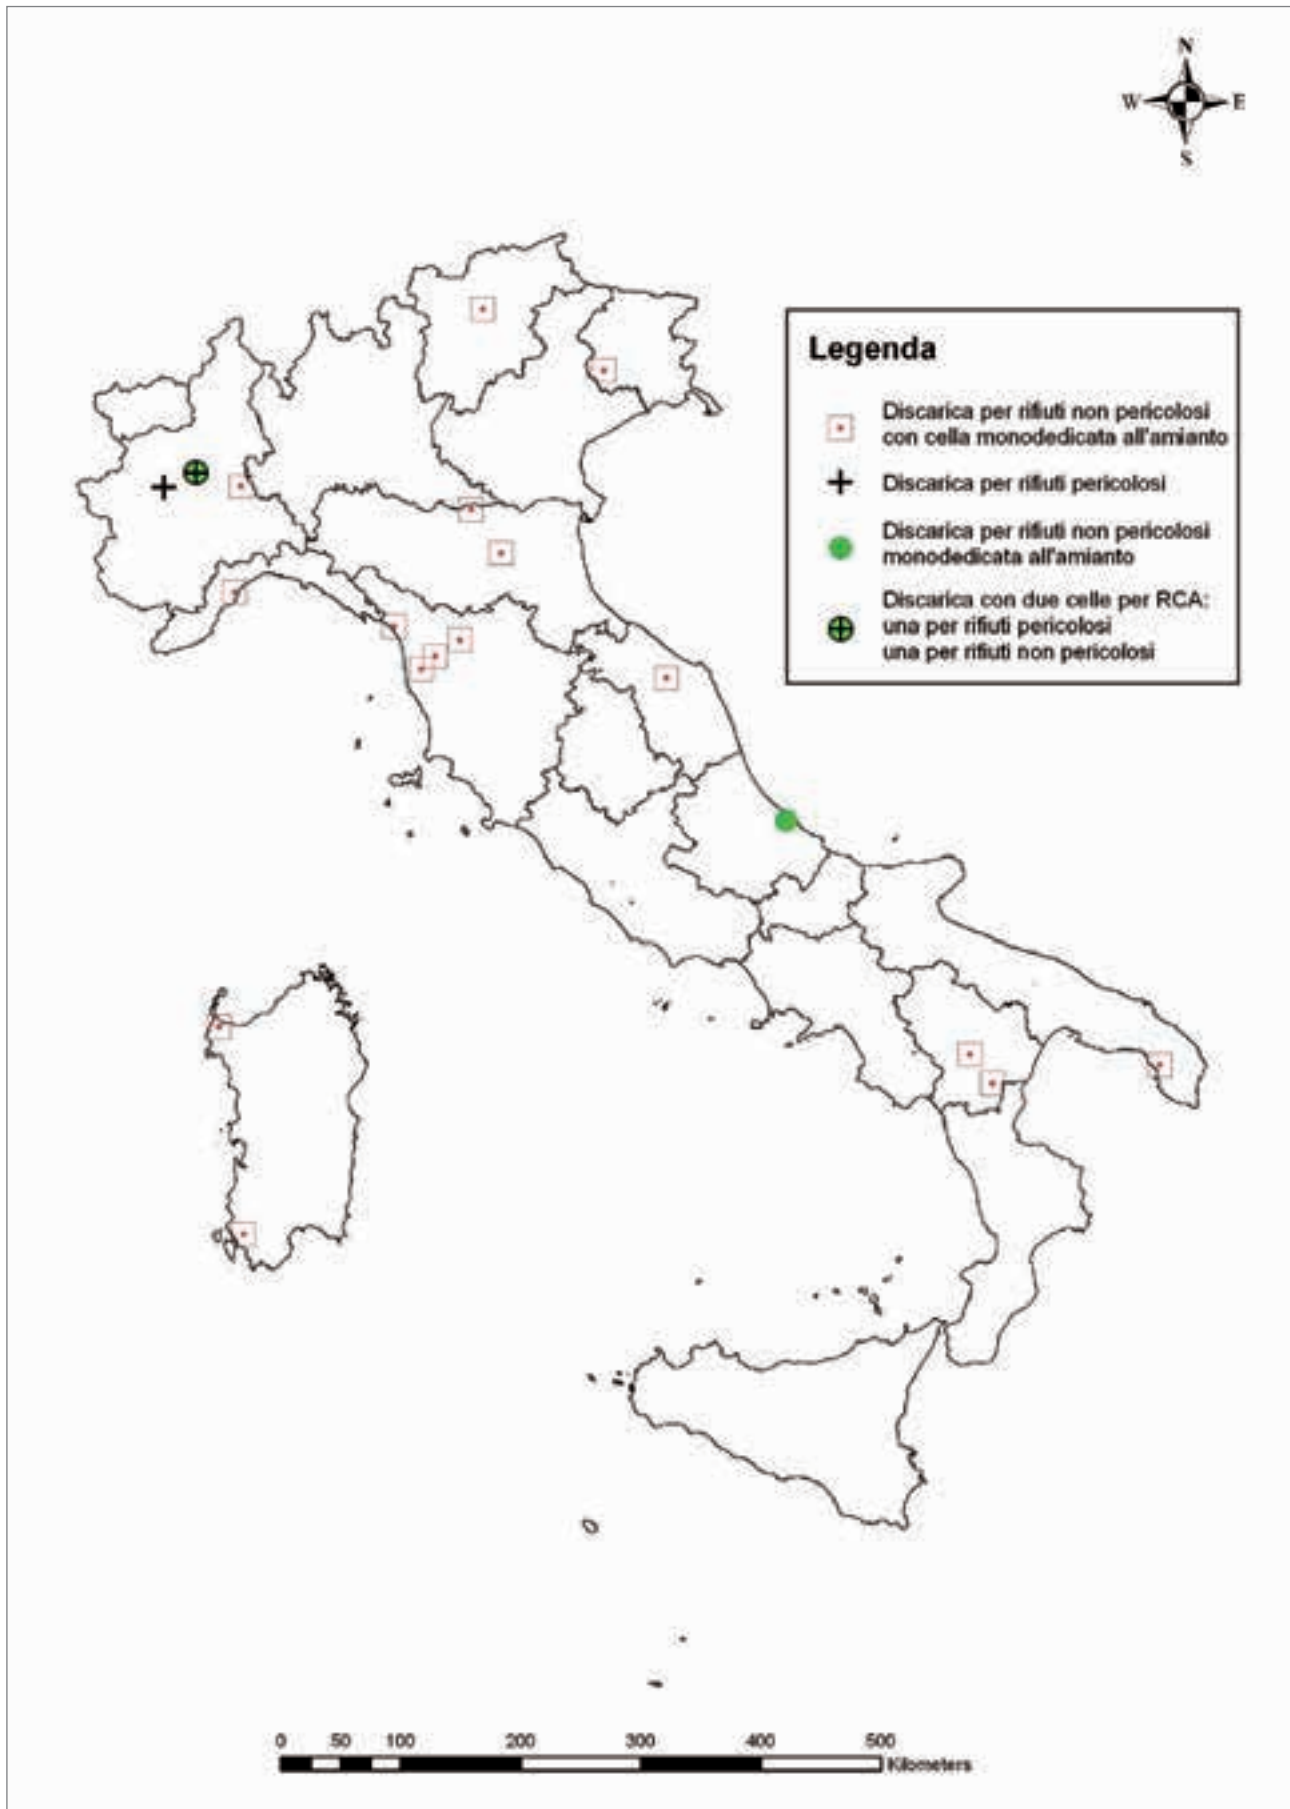 N
W E
S
Legenda
Discarica per rifiuti non pericolosi
con cella monodedicata all'amianto
Discarica per rifiuti pericolosi
Discarica per rifiuti non pericolosi
monodedicata all'amianto
Discarica con due celle per RCA:
una per rifiuti pericolosi
una per rifiuti non pericolosi
0 50 100 200 300 400 500
Kilometers